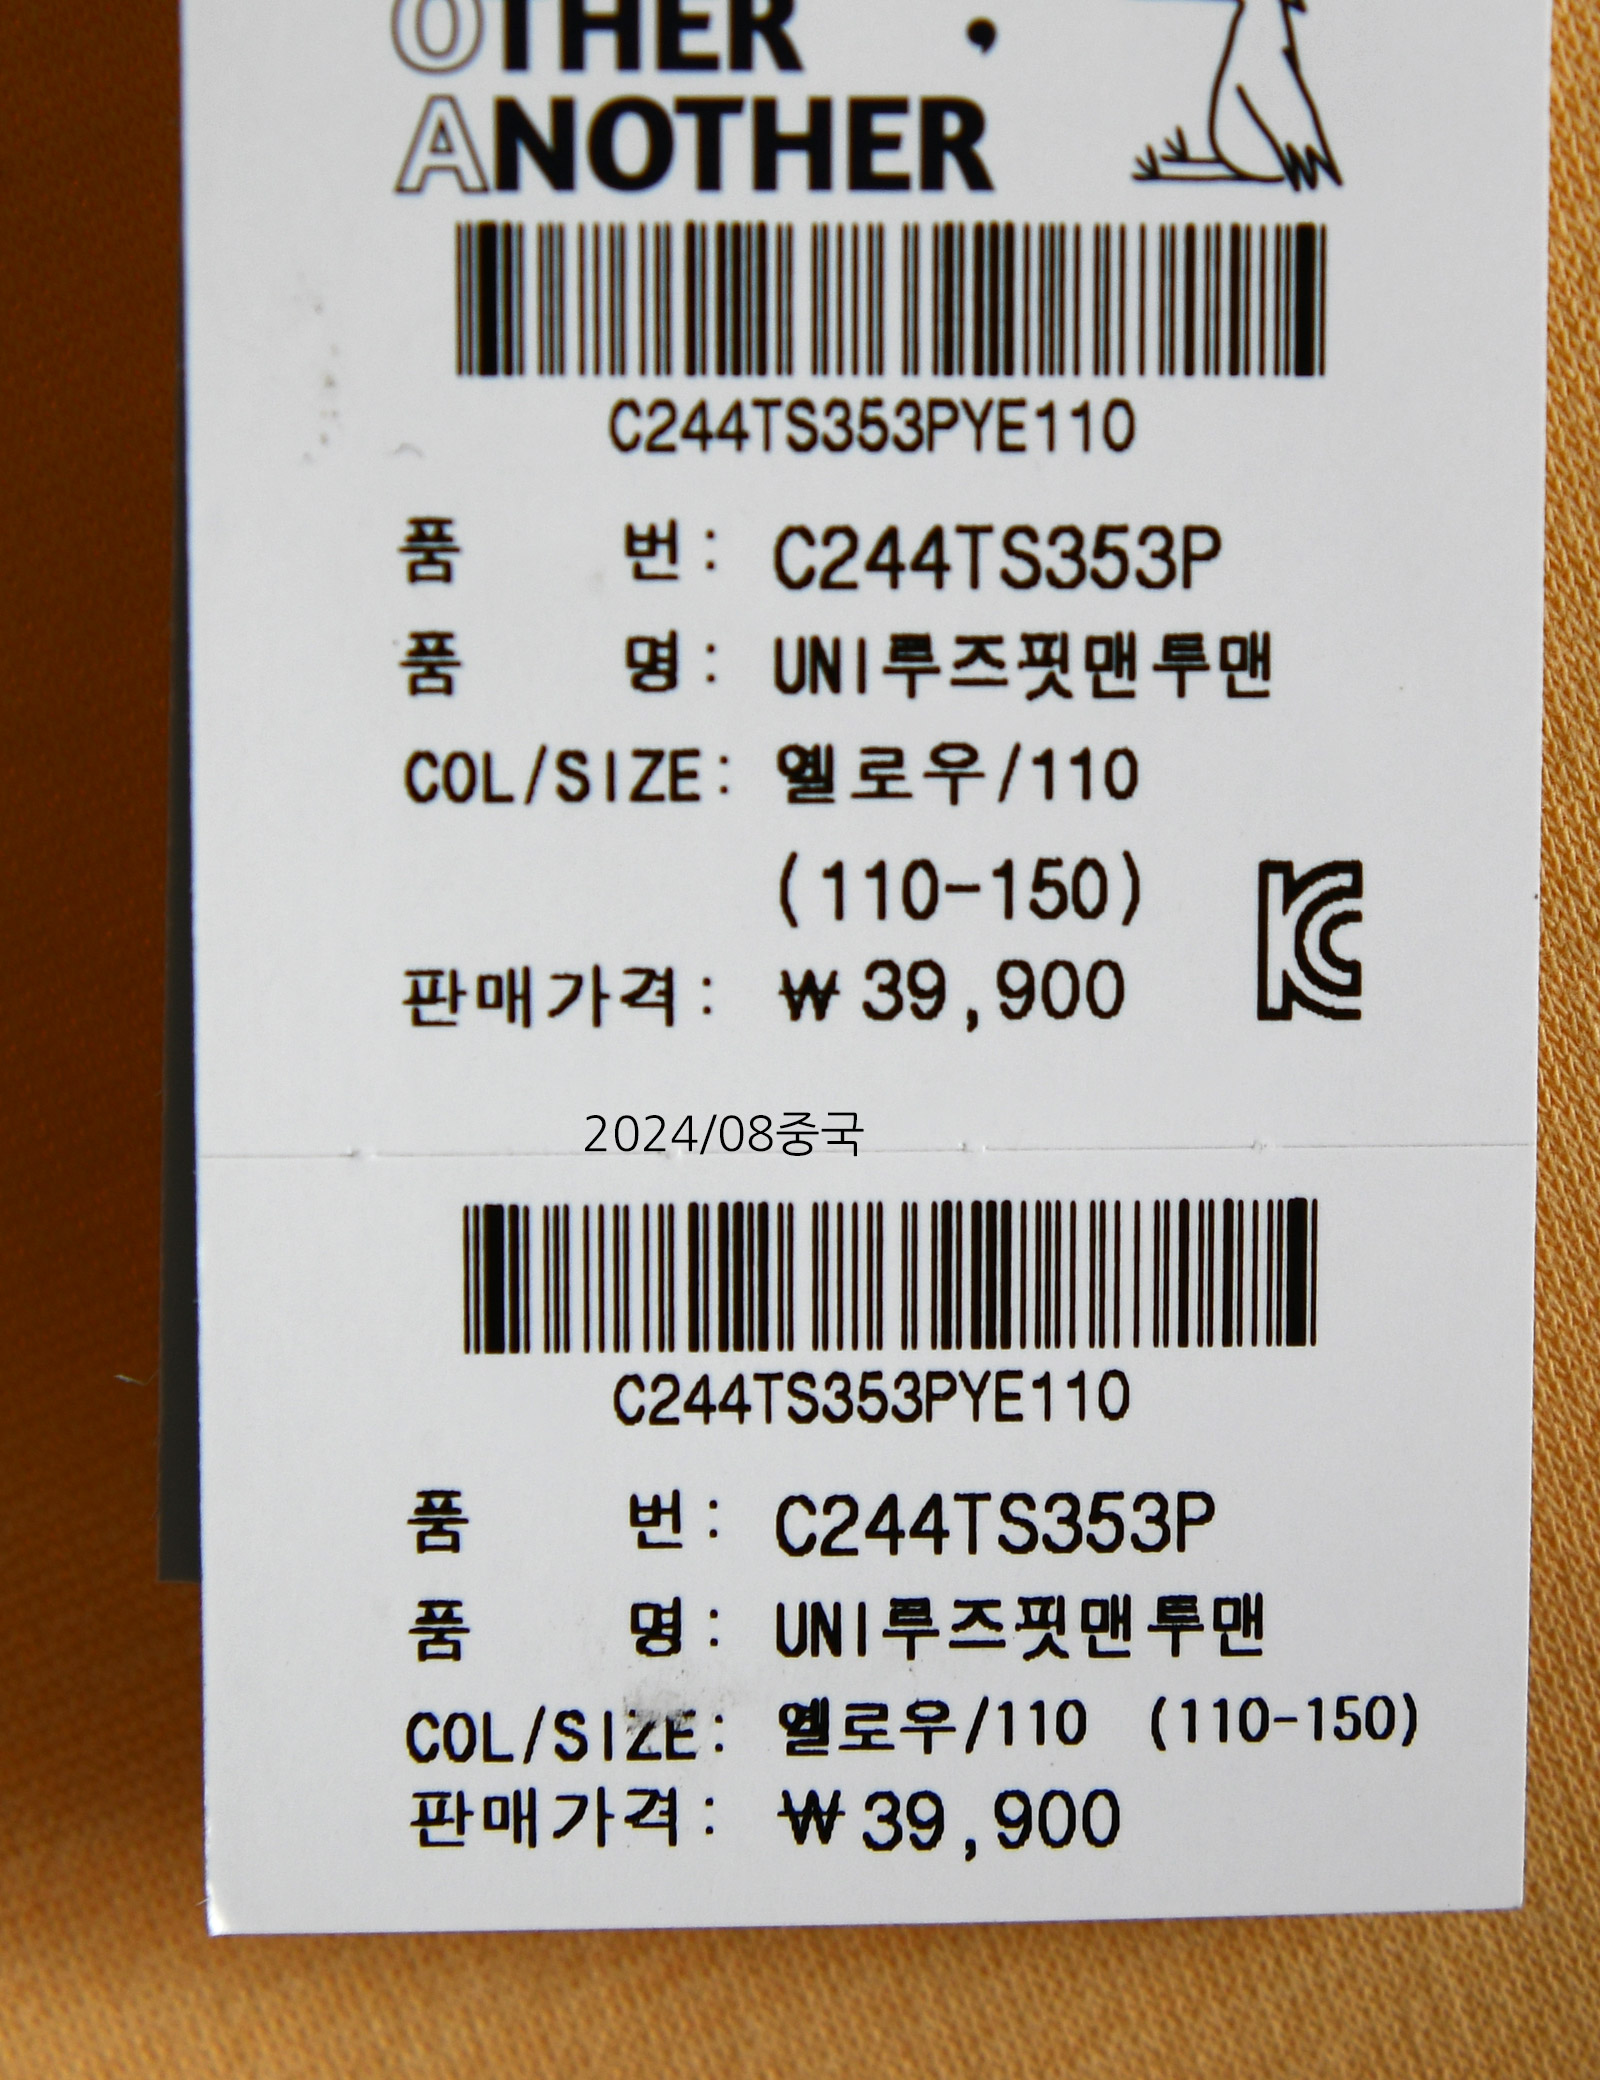 OTHER
ANOTHER
C244TS353PYE110
품 번: C244TS353P
품 명: UNI루즈핏맨투맨
COL/SIZE: 옐로우/110
(110-150)
판매가격: ₩39,900
2024/08중국
C244TS353PYE110
품 번: C244TS353P
품 명: UNI루즈핏맨투맨
COL/SIZE: 옐로우/110 (110-150)
판매가격: ₩39,900